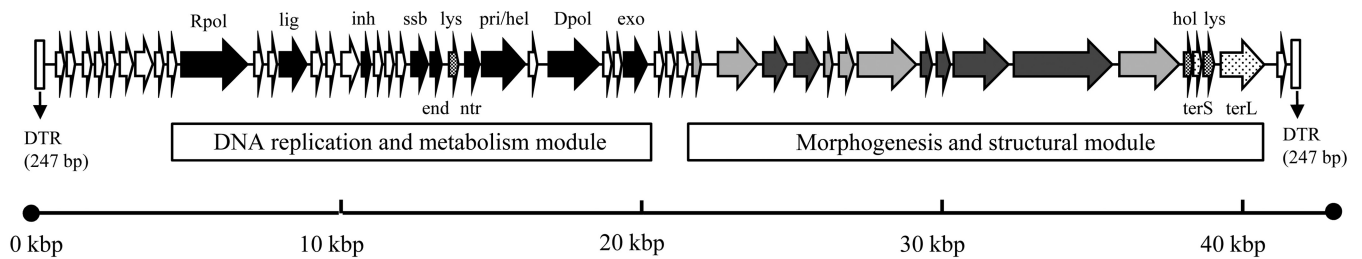 Rpol lig inh ssb lys pri/hel Dpol exo hol lys
end ntr terS terL
DTR
(247 bp)
DNA replication and metabolism module
Morphogenesis and structural module
DTR
(247 bp)
0 kbp 10 kbp 20 kbp 30 kbp 40 kbp